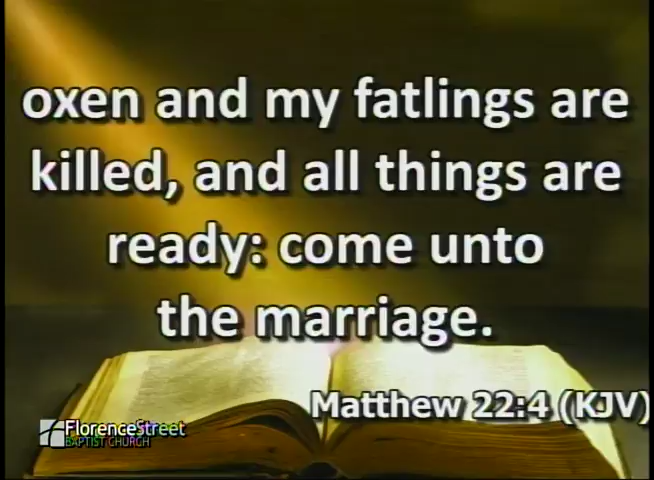 oxen and my fatlings are
killed, and all things are
ready: come unto
the marriage.
Matthew 22:4 (KJV)
FlorenceStreet
BAPTIST CHURCH